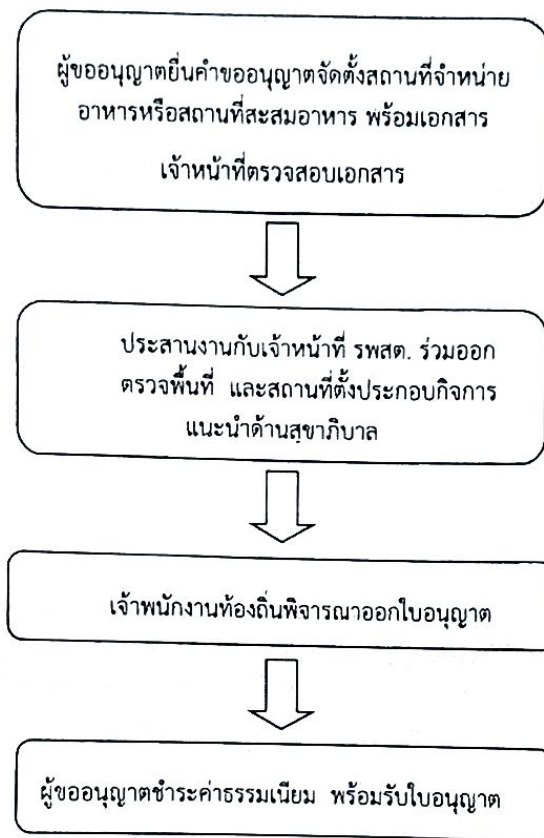 ผู้ขออนุญาตยื่นคำขออนุญาตจัดตั้งสถานที่จำหน่าย
อาหารหรือสถานที่สะสมอาหาร พร้อมเอกสาร
เจ้าหน้าที่ตรวจสอบเอกสาร
ประสานงานกับเจ้าหน้าที่ รพสต. ร่วมออก
ตรวจพื้นที่ และสถานที่ตั้งประกอบกิจการ
แนะนำด้านสุขาภิบาล
เจ้าพนักงานท้องถิ่นพิจารณาออกใบอนุญาต
ผู้ขออนุญาตชำระค่าธรรมเนียม พร้อมรับใบอนุญาต